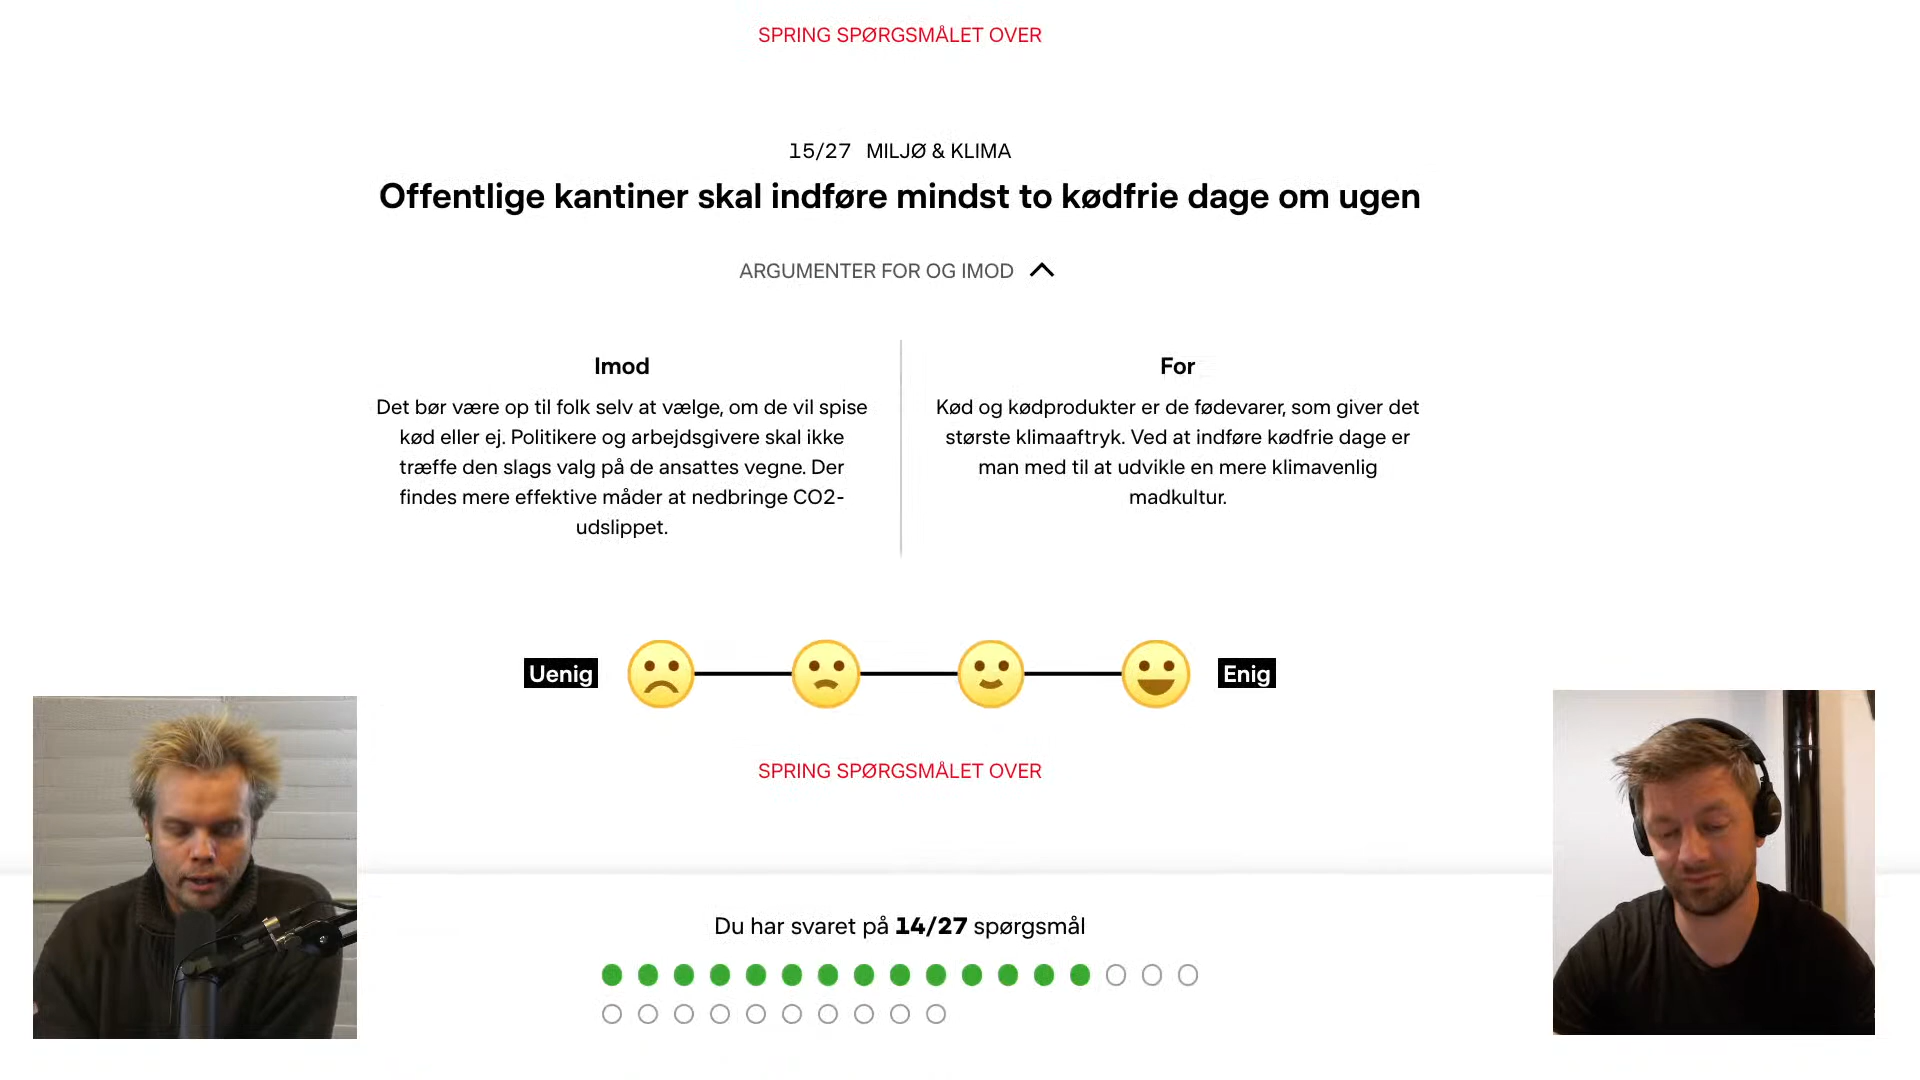 SPRING SPØRGSMÅLET OVER
15/27 MILJØ & KLIMA
Offentlige kantiner skal indføre mindst to kødfrie dage om ugen
ARGUMENTER FOR OG IMOD
Imod
Det bør være op til folk selv at vælge, om de vil spise
kød eller ej. Politikere og arbejdsgivere skal ikke
træffe den slags valg på de ansattes vegne. Der
findes mere effektive måder at nedbringe CO2-
udslippet.
For
Kød og kødprodukter er de fødevarer, som giver det
største klimaaftryk. Ved at indføre kødfrie dage er
man med til at udvikle en mere klimavenlig
madkultur.
Uenig
Enig
SPRING SPØRGSMÅLET OVER
Du har svaret på 14/27 spørgsmål